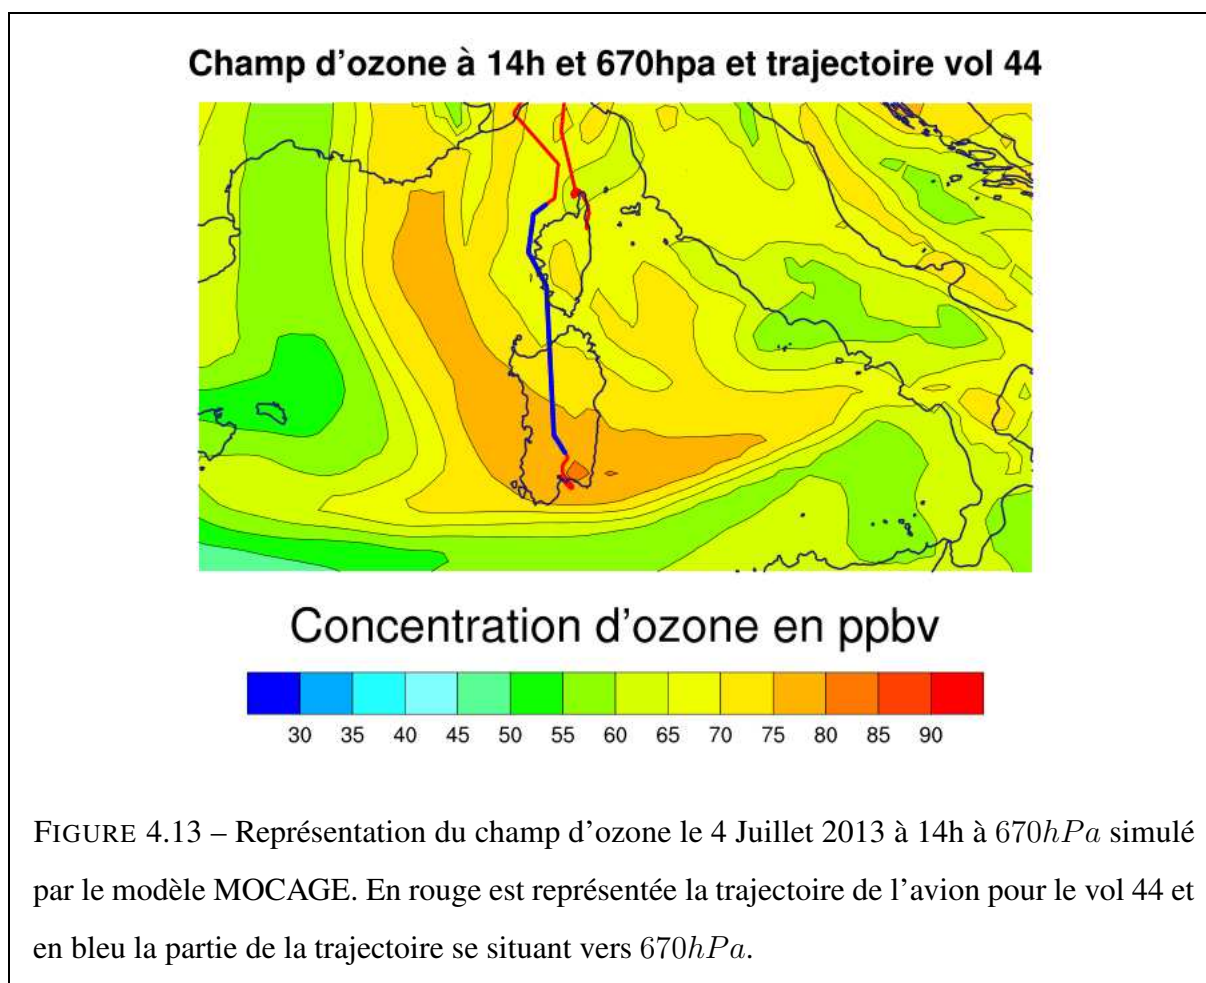 Champ d'ozone à 14h et 670hpa et trajectoire vol 44
Concentration d'ozone en ppbv
30 35 40 45 50 55 60 65 70 75 80 85 90
FIGURE 4.13 – Représentation du champ d'ozone le 4 Juillet 2013 à 14h à 670hPa simulé
par le modèle MOCAGE. En rouge est représentée la trajectoire de l'avion pour le vol 44 et
en bleu la partie de la trajectoire se situant vers 670hPa.